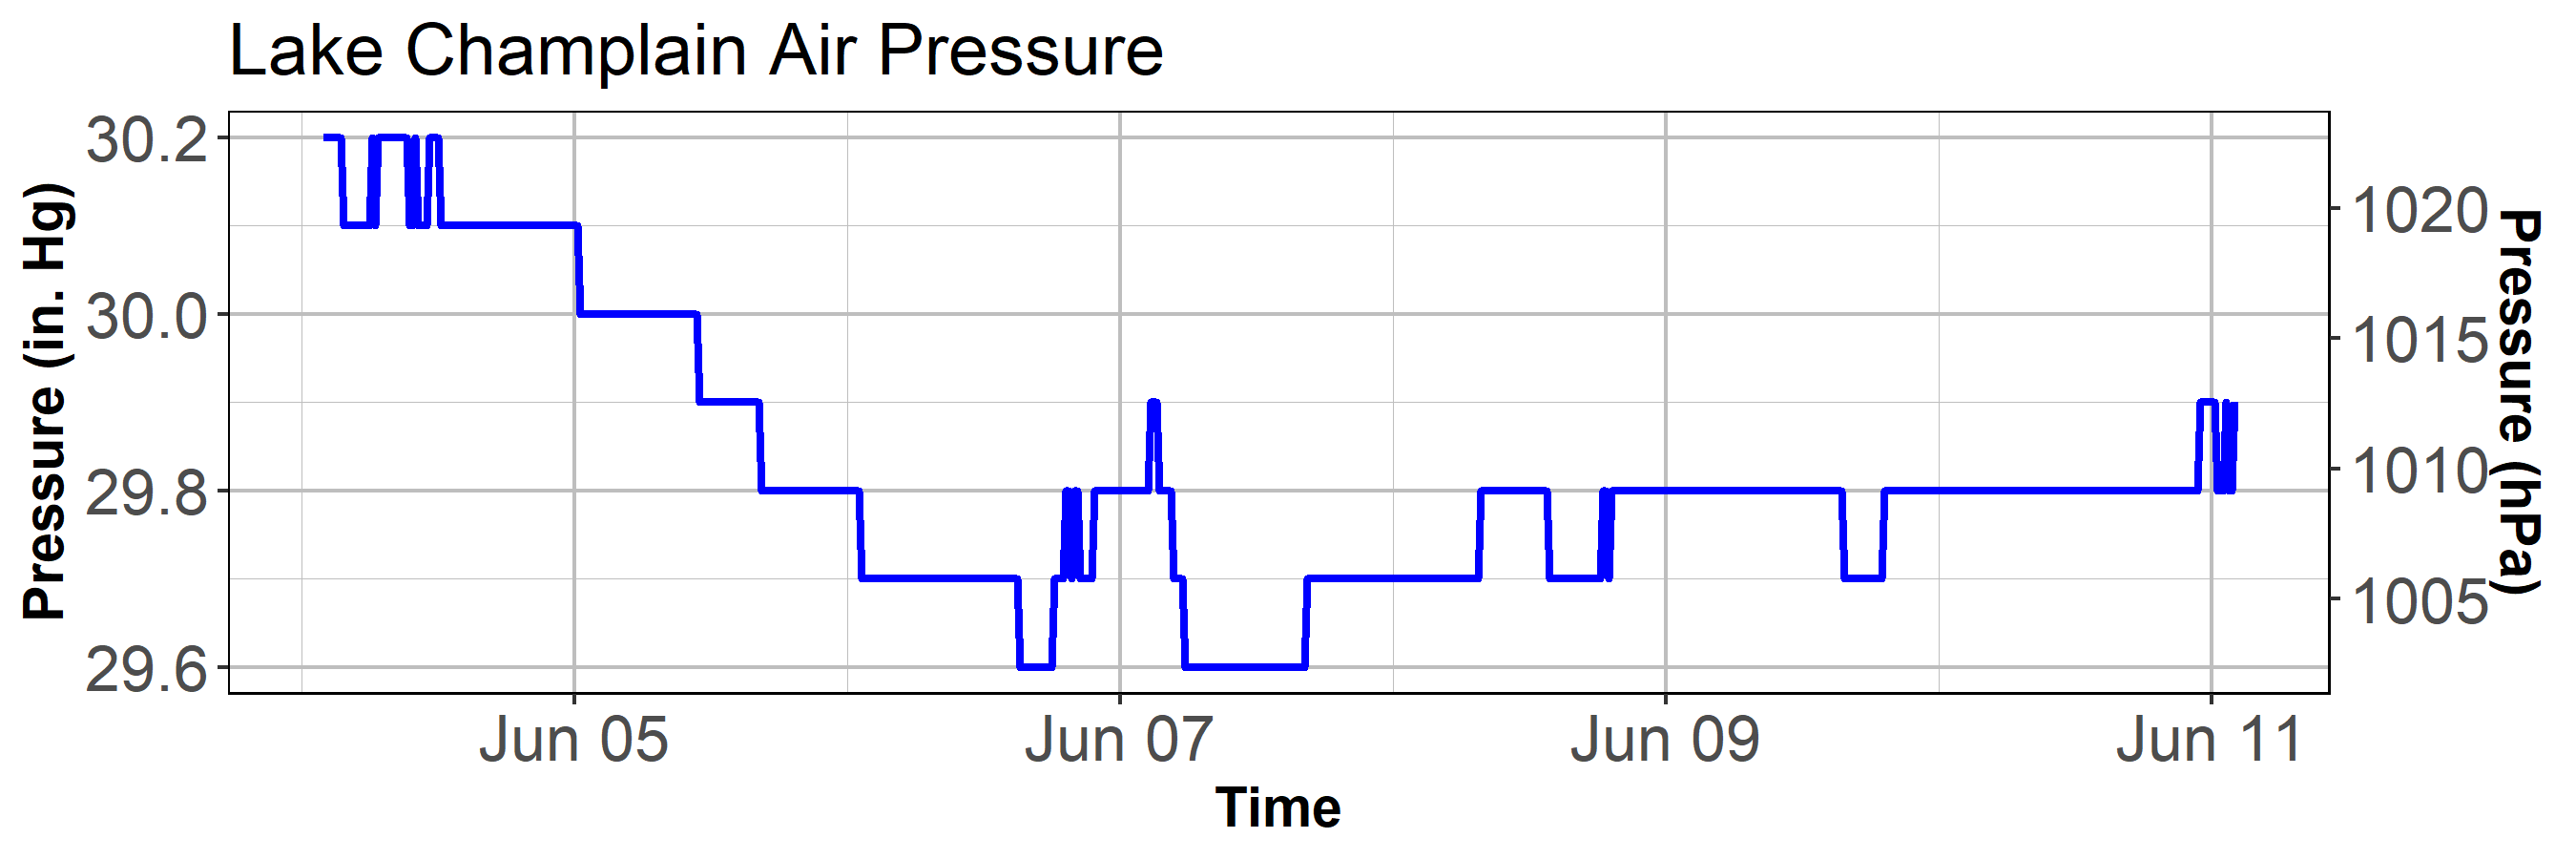 Lake Champlain Air Pressure
30.2
30.0
29.8
29.6
Pressure (in. Hg)
1020
1015
1010
1005
Pressure (hPa)
Jun 05
Jun 07
Jun 09
Jun 11
Time